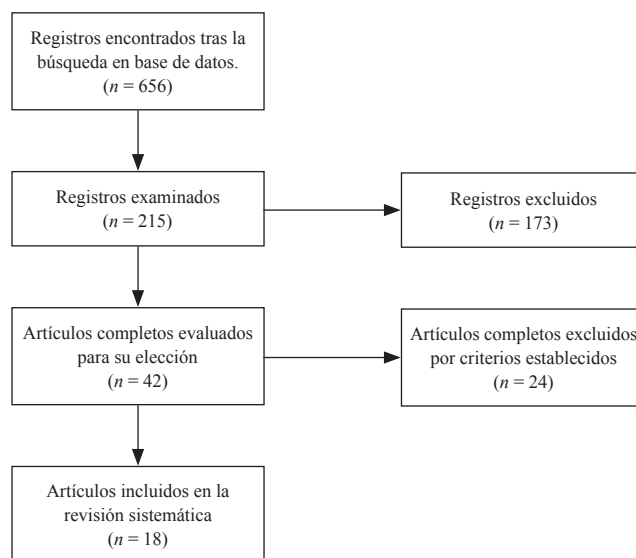 Registros encontrados tras la
búsqueda en base de datos.
(n = 656)
Registros examinados
(n = 215)
Registros excluidos
(n = 173)
Artículos completos evaluados
para su elección
(n = 42)
Artículos completos excluidos
por criterios establecidos
(n = 24)
Artículos incluidos en la
revisión sistemática
(n = 18)